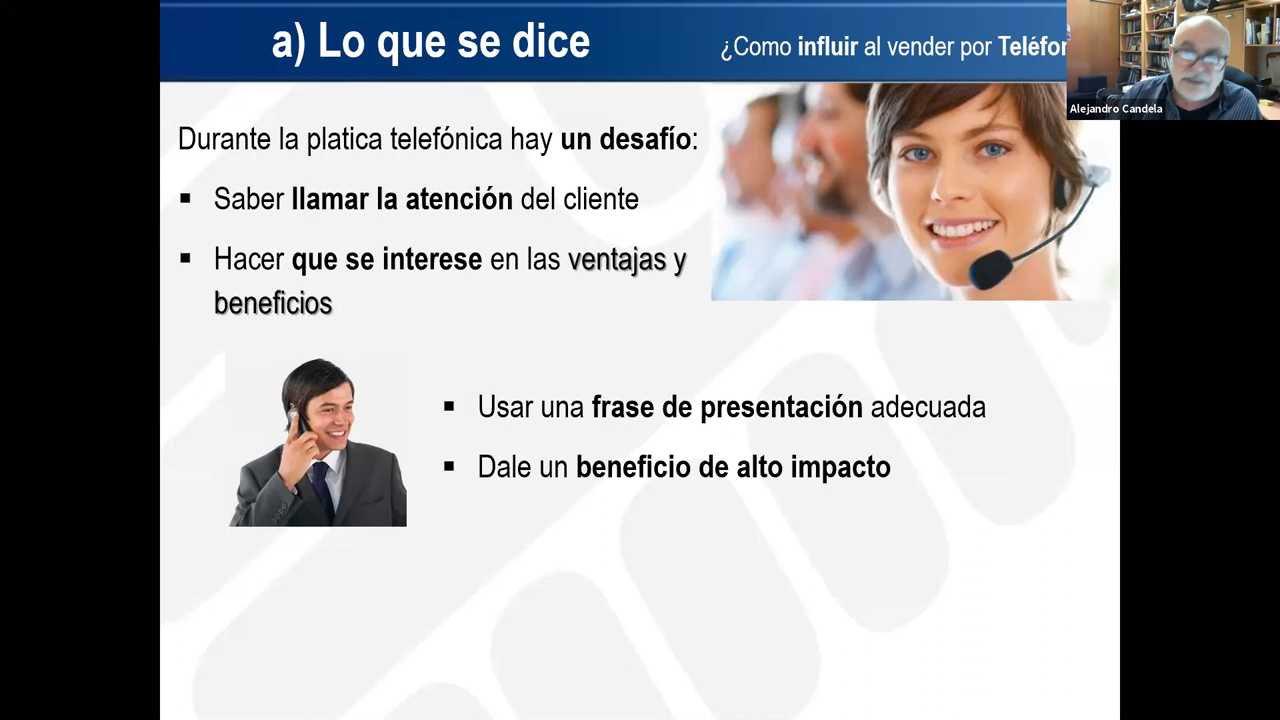 a) Lo que se dice
¿Como influir al vender por Teléfon
Alejandro Candela
Durante la platica telefónica hay un desafío:
Saber llamar la atención del cliente
Hacer que se interese en las ventajas y
beneficios
Usar una frase de presentación adecuada
Dale un beneficio de alto impacto